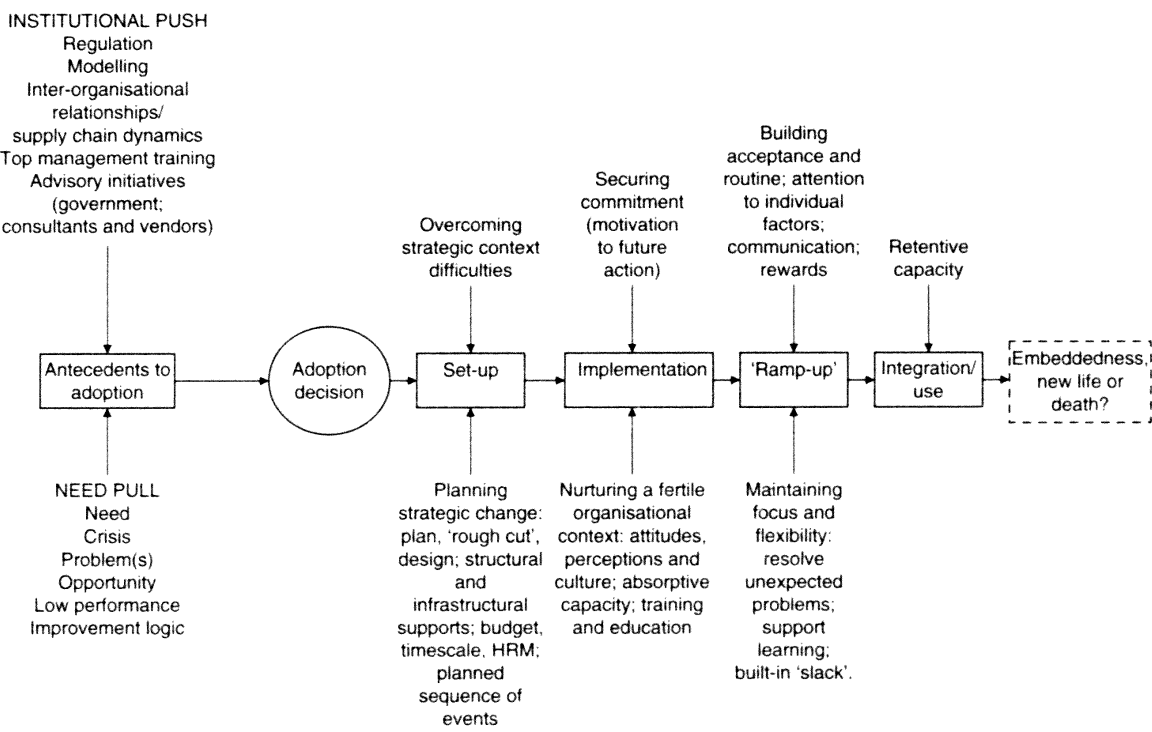 INSTITUTIONAL PUSH
Regulation
Modelling
Inter-organisational
relationships/
supply chain dynamics
Top management training
Advisory initiatives
(government;
consultants and vendors)
Overcoming
strategic context
difficulties
Securing
commitment
(motivation
to future
action)
Building
acceptance and
routine; attention
to individual
factors;
communication;
rewards
Retentive
capacity
Antecedents to
adoption
Adoption
decision
Set-up
Implementation
‘Ramp-up’
Integration/
use
Embeddedness,
new life or
death?
NEED PULL
Need
Crisis
Problem(s)
Opportunity
Low performance
Improvement logic
Planning
strategic change:
plan, ‘rough cut’,
design; structural
and
infrastructural
supports; budget,
timescale, HRM;
planned
sequence of
events
Nurturing a fertile
organisational
context: attitudes,
perceptions and
culture; absorptive
capacity; training
and education
Maintaining
focus and
flexibility:
resolve
unexpected
problems;
support
learning;
built-in ‘slack’.